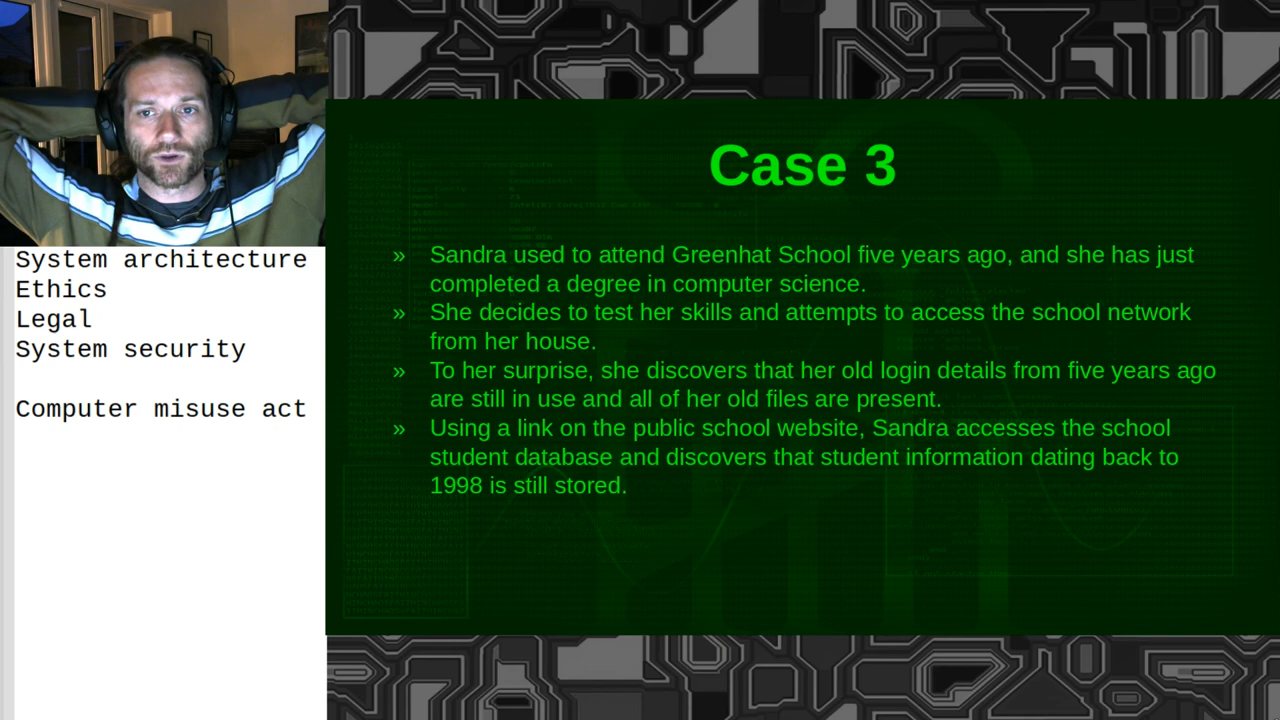 System architecture
Ethics
Legal
System security
Computer misuse act
Case 3
» Sandra used to attend Greenhat School five years ago, and she has just
completed a degree in computer science.
» She decides to test her skills and attempts to access the school network
from her house.
» To her surprise, she discovers that her old login details from five years ago
are still in use and all of her old files are present.
» Using a link on the public school website, Sandra accesses the school
student database and discovers that student information dating back to
1998 is still stored.